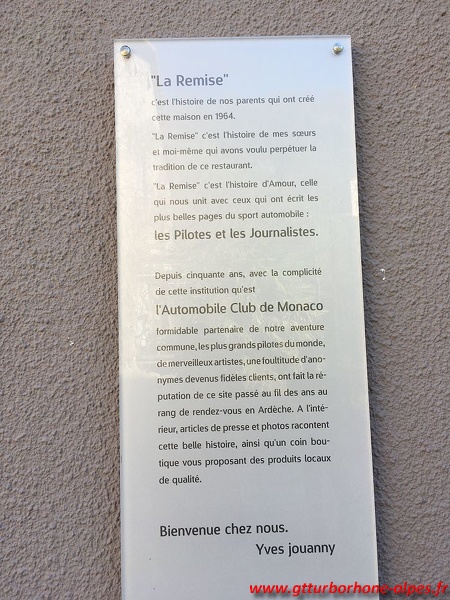 "La Remise"
c'est l'histoire de nos parents qui ont créé
cette maison en 1964.
"La Remise" c'est l'histoire de mes sœurs
et moi-même qui avons voulu perpétuer la
tradition de ce restaurant.
"La Remise" c'est l'histoire d'Amour, celle
qui nous unit avec ceux qui ont écrit les
plus belles pages du sport automobile :
les Pilotes et les Journalistes.
Depuis cinquante ans, avec la complicité
de cette institution qu'est
l'Automobile Club de Monaco
formidable partenaire de notre aventure
commune, les plus grands pilotes du monde,
de merveilleux artistes, une foultitude d'ano-
nymes devenus fidèles clients, ont fait la ré-
putation de ce site passé au fil des ans au
rang de rendez-vous en Ardèche. A l'inté-
rieur, articles de presse et photos racontent
cette belle histoire, ainsi qu'un coin bou-
tique vous proposant des produits locaux
de qualité.
Bienvenue chez nous.
Yves jouanny
www.gtturborhone-alpes.fr